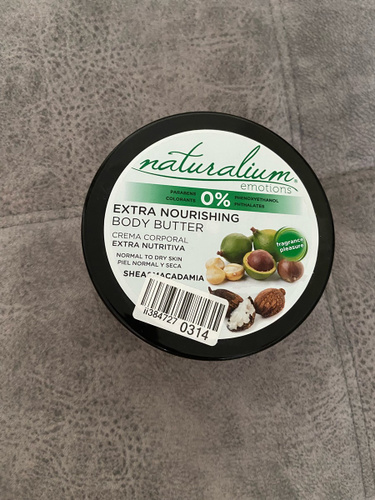 naturalium®
emotions
PARABENS
COLORANTS
0%
PHENOXYETHANOL
PHTHALATES
EXTRA NOURISHING
BODY BUTTER
CREMA CORPORAL
EXTRA NUTRITIVA
fragrance
pleasure
NORMAL TO DRY SKIN
PIEL NORMAL Y SECA
SHEA&MACADAMIA
li384727 0314